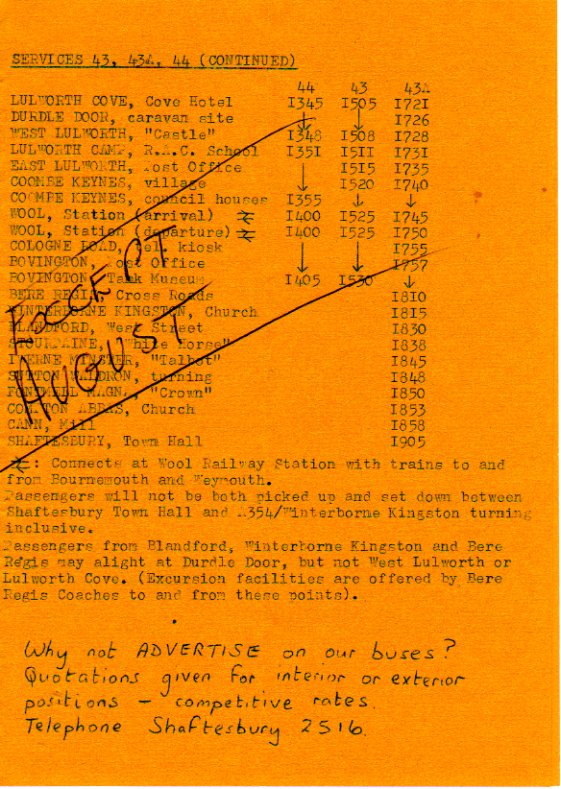 SERVICES 43, 43A, 44 (CONTINUED)
44 43 43A
LULWORTH COVE, Cove Hotel 1345 1505 1721
DURDLE DOOR, caravan site ↓ ↓ 1726
WEST LULWORTH, "Castle" 1348 1508 1728
LULWORTH CAMP, R.A.C. School 1351 1511 1731
EAST LULWORTH, Post Office 1515 1735
COOMBE KEYNES, village ↓ 1520 1740
COOMBE KEYNES, council houses 1355 ↓ ↓
WOOL, Station (arrival) 1400 1525 1745
WOOL, Station (departure) 1400 1525 1750
COLOGNE ROAD, tel. kiosk 1755
BOVINGTON, Post Office ↓ ↓ 1757
BOVINGTON, Tank Museum 1405 1530 ↓
BERE REGIS, Cross Roads 1810
WINTERBORNE KINGSTON, Church 1815
BLANDFORD, West Street 1830
STOURPAINE, "White Horse" 1838
IWERNE MINSTER, "Talbot" 1845
SUTTON WALDRON, turning 1848
FONTMELL MAGNA, "Crown" 1850
COMPTON ABBAS, Church 1853
CANN, Mill 1858
SHAFTESBURY, Town Hall 1905
EXCEPT
AUGUST
: Connects at Wool Railway Station with trains to and
from Bournemouth and Weymouth.
Passengers will not be both picked up and set down between
Shaftesbury Town Hall and A354/Winterborne Kingston turning
inclusive.
Passengers from Blandford, Winterborne Kingston and Bere
Regis may alight at Durdle Door, but not West Lulworth or
Lulworth Cove. (Excursion facilities are offered by Bere
Regis Coaches to and from these points).
Why not ADVERTISE on our buses?
Quotations given for interior or exterior
positions – competitive rates.
Telephone Shaftesbury 2516.